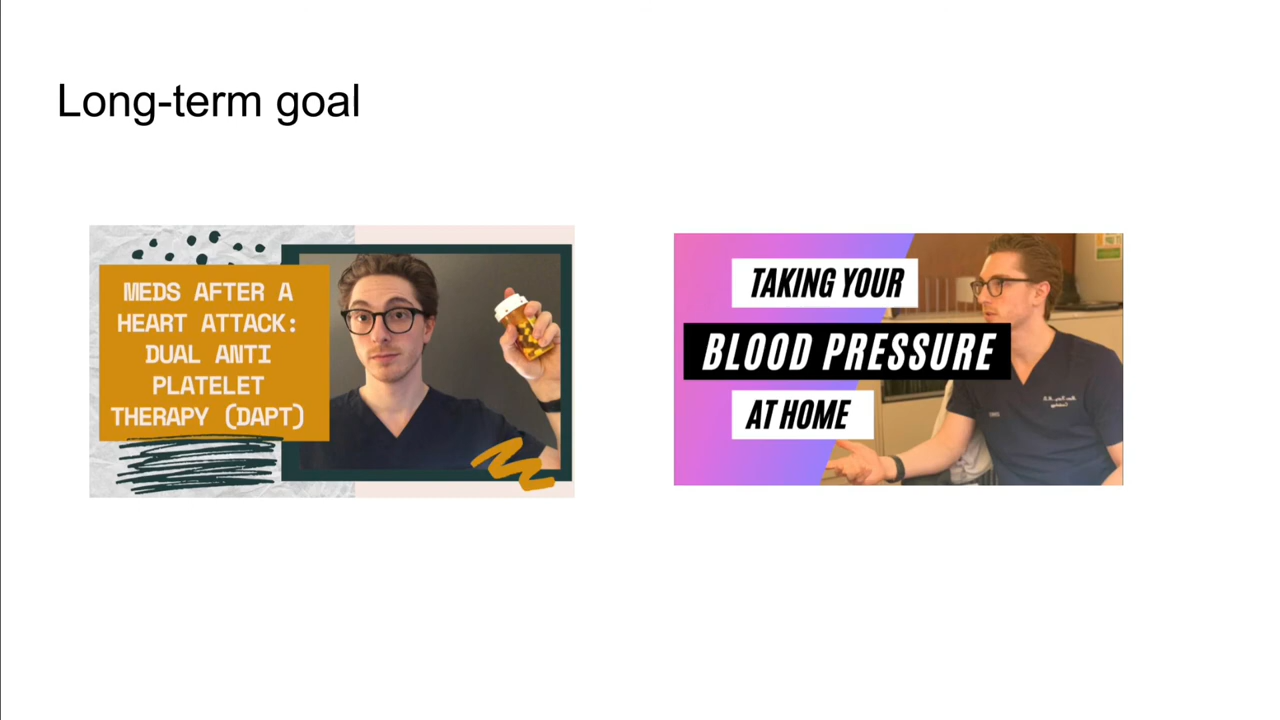 Long-term goal
MEDS AFTER A
HEART ATTACK:
DUAL ANTI
PLATELET
THERAPY (DAPT)
TAKING YOUR
BLOOD PRESSURE
AT HOME